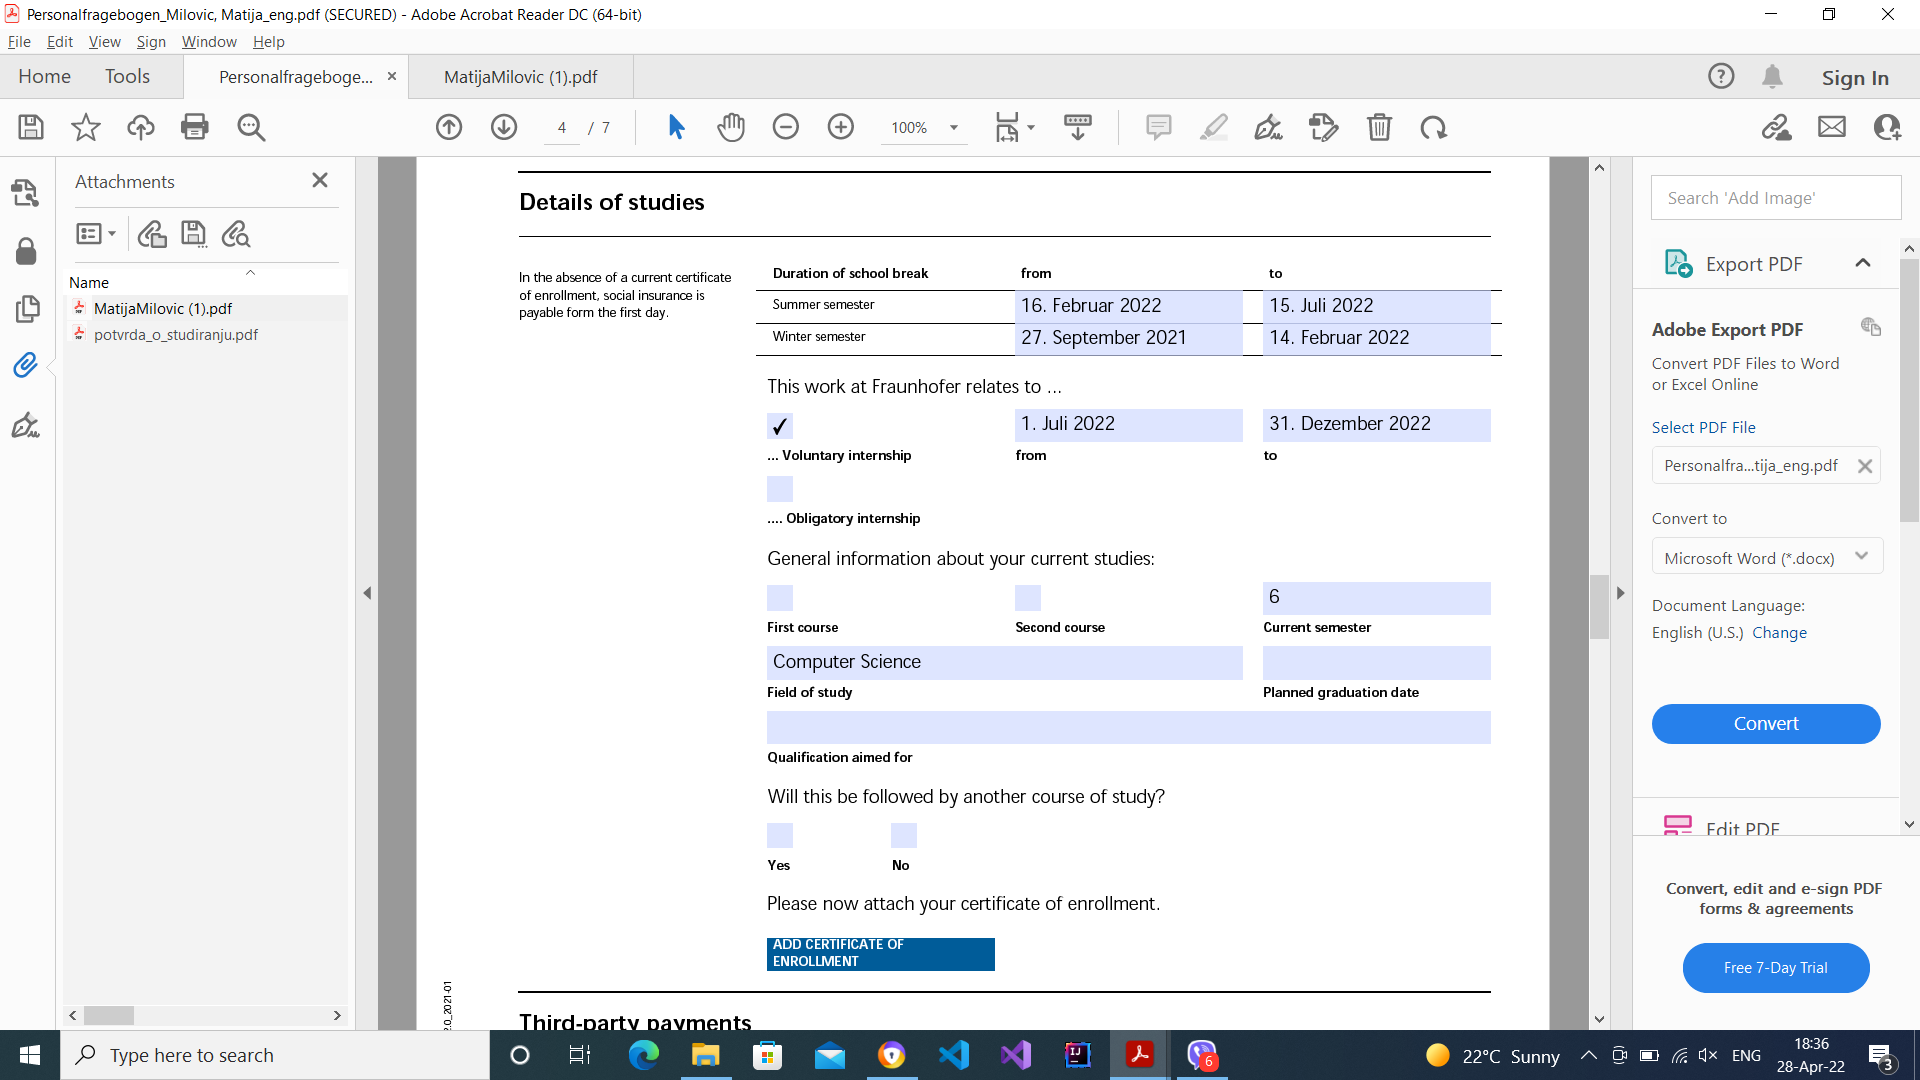 Personalfragebogen_Milovic, Matija_eng.pdf (SECURED) - Adobe Acrobat Reader DC (64-bit)
File Edit View Sign Window Help
Home Tools Personalfrageboge... MatijaMilovic (1).pdf Sign In
4 / 7 100%
Attachments
Name
MatijaMilovic (1).pdf
potvrda_o_studiranju.pdf
Details of studies
In the absence of a current certificate
of enrollment, social insurance is
payable form the first day.
Duration of school break from to
Summer semester 16. Februar 2022 15. Juli 2022
Winter semester 27. September 2021 14. Februar 2022
This work at Fraunhofer relates to ...
1. Juli 2022 31. Dezember 2022
... Voluntary internship from to
.... Obligatory internship
General information about your current studies:
6
First course Second course Current semester
Computer Science
Field of study Planned graduation date
Qualification aimed for
Will this be followed by another course of study?
Yes No
Please now attach your certificate of enrollment.
ADD CERTIFICATE OF
ENROLLMENT
Third-party payments
2.0_2021-01
Search 'Add Image'
Export PDF
Adobe Export PDF
Convert PDF Files to Word
or Excel Online
Select PDF File
Personalfra...tija_eng.pdf
Convert to
Microsoft Word (*.docx)
Document Language:
English (U.S.) Change
Convert
Edit PDF
Convert, edit and e-sign PDF
forms & agreements
Free 7-Day Trial
Type here to search
6
22°C Sunny
ENG
18:36
28-Apr-22
3